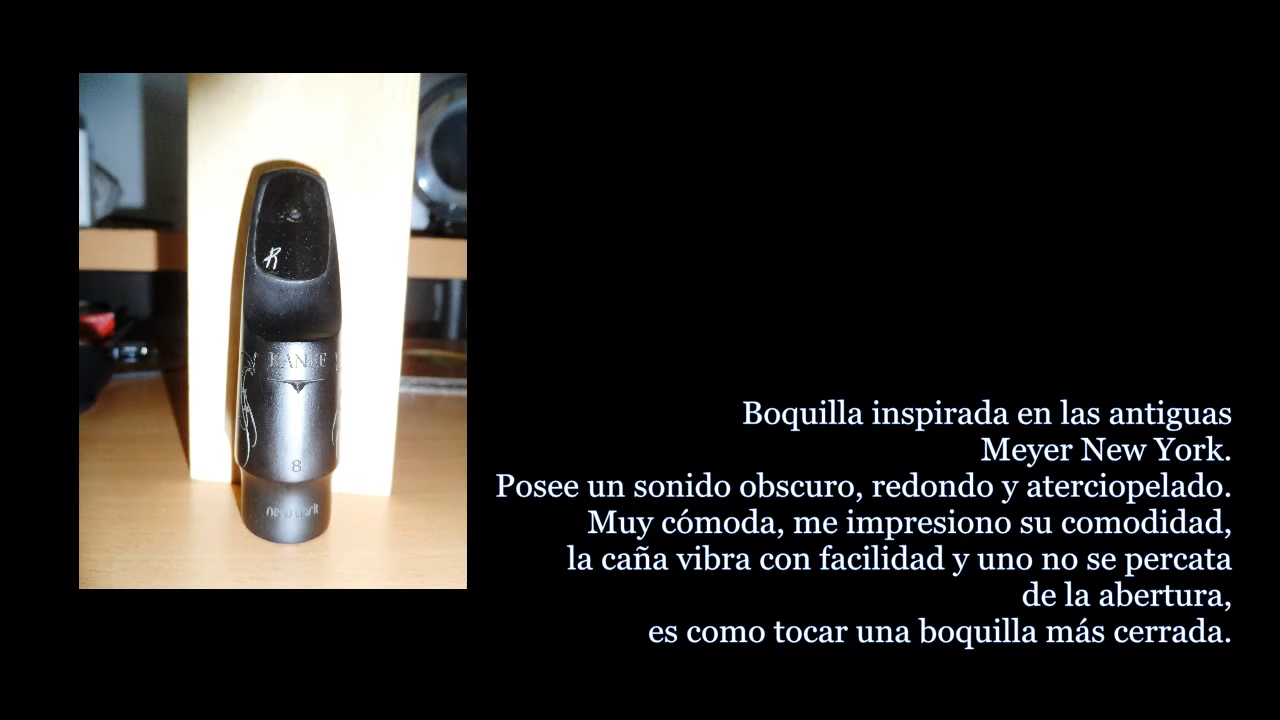 R
8
new york
Boquilla inspirada en las antiguas
Meyer New York.
Posee un sonido obscuro, redondo y aterciopelado.
Muy cómoda, me impresiono su comodidad,
la caña vibra con facilidad y uno no se percata
de la abertura,
es como tocar una boquilla más cerrada.